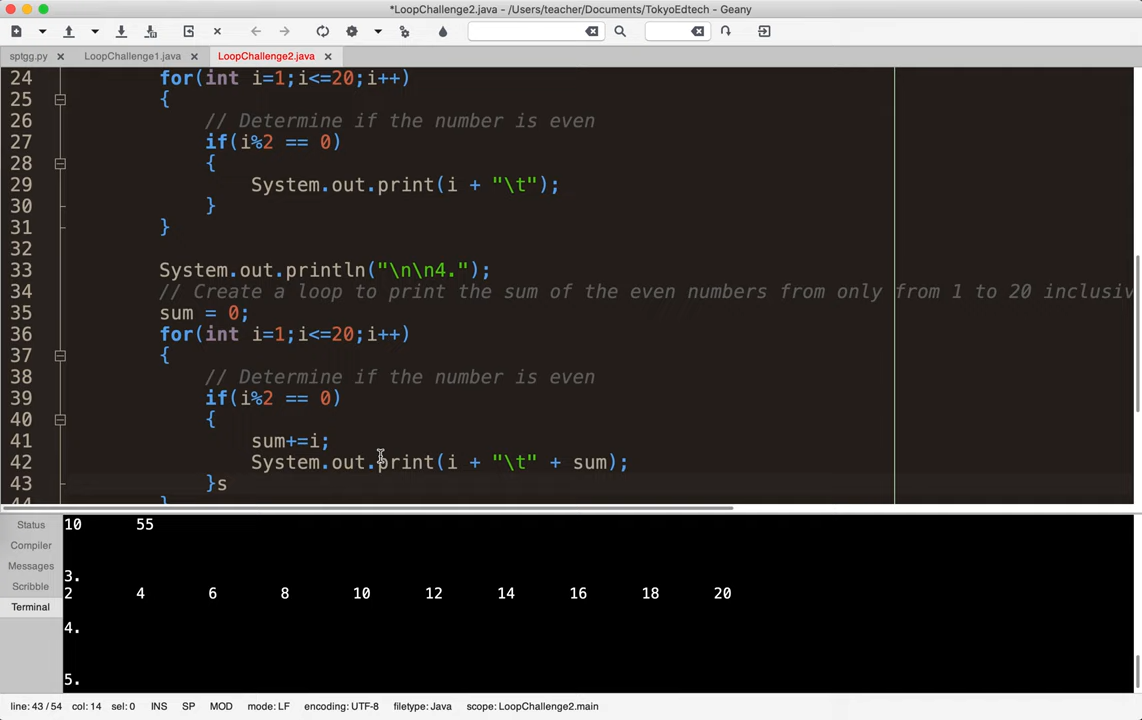 *LoopChallenge2.java - /Users/teacher/Documents/TokyoEdtech - Geany
sptgg.py LoopChallenge1.java LoopChallenge2.java
24 for(int i=1;i<=20;i++)
25 {
26 // Determine if the number is even
27 if(i%2 == 0)
28 {
29 System.out.print(i + "\t");
30 }
31 }
32
33 System.out.println("\n\n4.");
34 // Create a loop to print the sum of the even numbers from only from 1 to 20 inclusiv
35 sum = 0;
36 for(int i=1;i<=20;i++)
37 {
38 // Determine if the number is even
39 if(i%2 == 0)
40 {
41 sum+=i;
42 System.out.print(i + "\t" + sum);
43 }s
44 }
Status
Compiler
Messages
Scribble
Terminal
10 55
3.
2 4 6 8 10 12 14 16 18 20
4.
5.
line: 43 / 54 col: 14 sel: 0 INS SP MOD mode: LF encoding: UTF-8 filetype: Java scope: LoopChallenge2.main